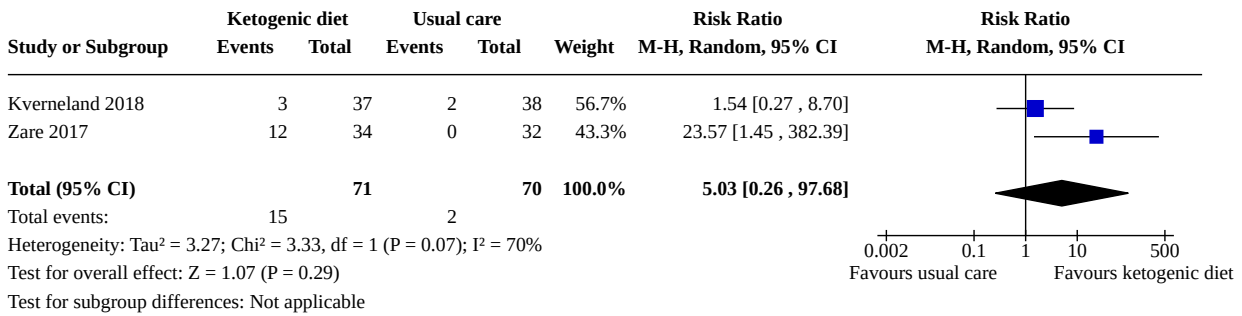 Ketogenic diet Usual care Risk Ratio Risk Ratio
Study or Subgroup Events Total Events Total Weight M-H, Random, 95% CI M-H, Random, 95% CI
Kverneland 2018 3 37 2 38 56.7% 1.54 [0.27 , 8.70]
Zare 2017 12 34 0 32 43.3% 23.57 [1.45 , 382.39]
Total (95% CI) 71 70 100.0% 5.03 [0.26 , 97.68]
Total events: 15 2
Heterogeneity: Tau² = 3.27; Chi² = 3.33, df = 1 (P = 0.07); I² = 70%
0.002 0.1 1 10 500
Test for overall effect: Z = 1.07 (P = 0.29)
Favours usual care Favours ketogenic diet
Test for subgroup differences: Not applicable